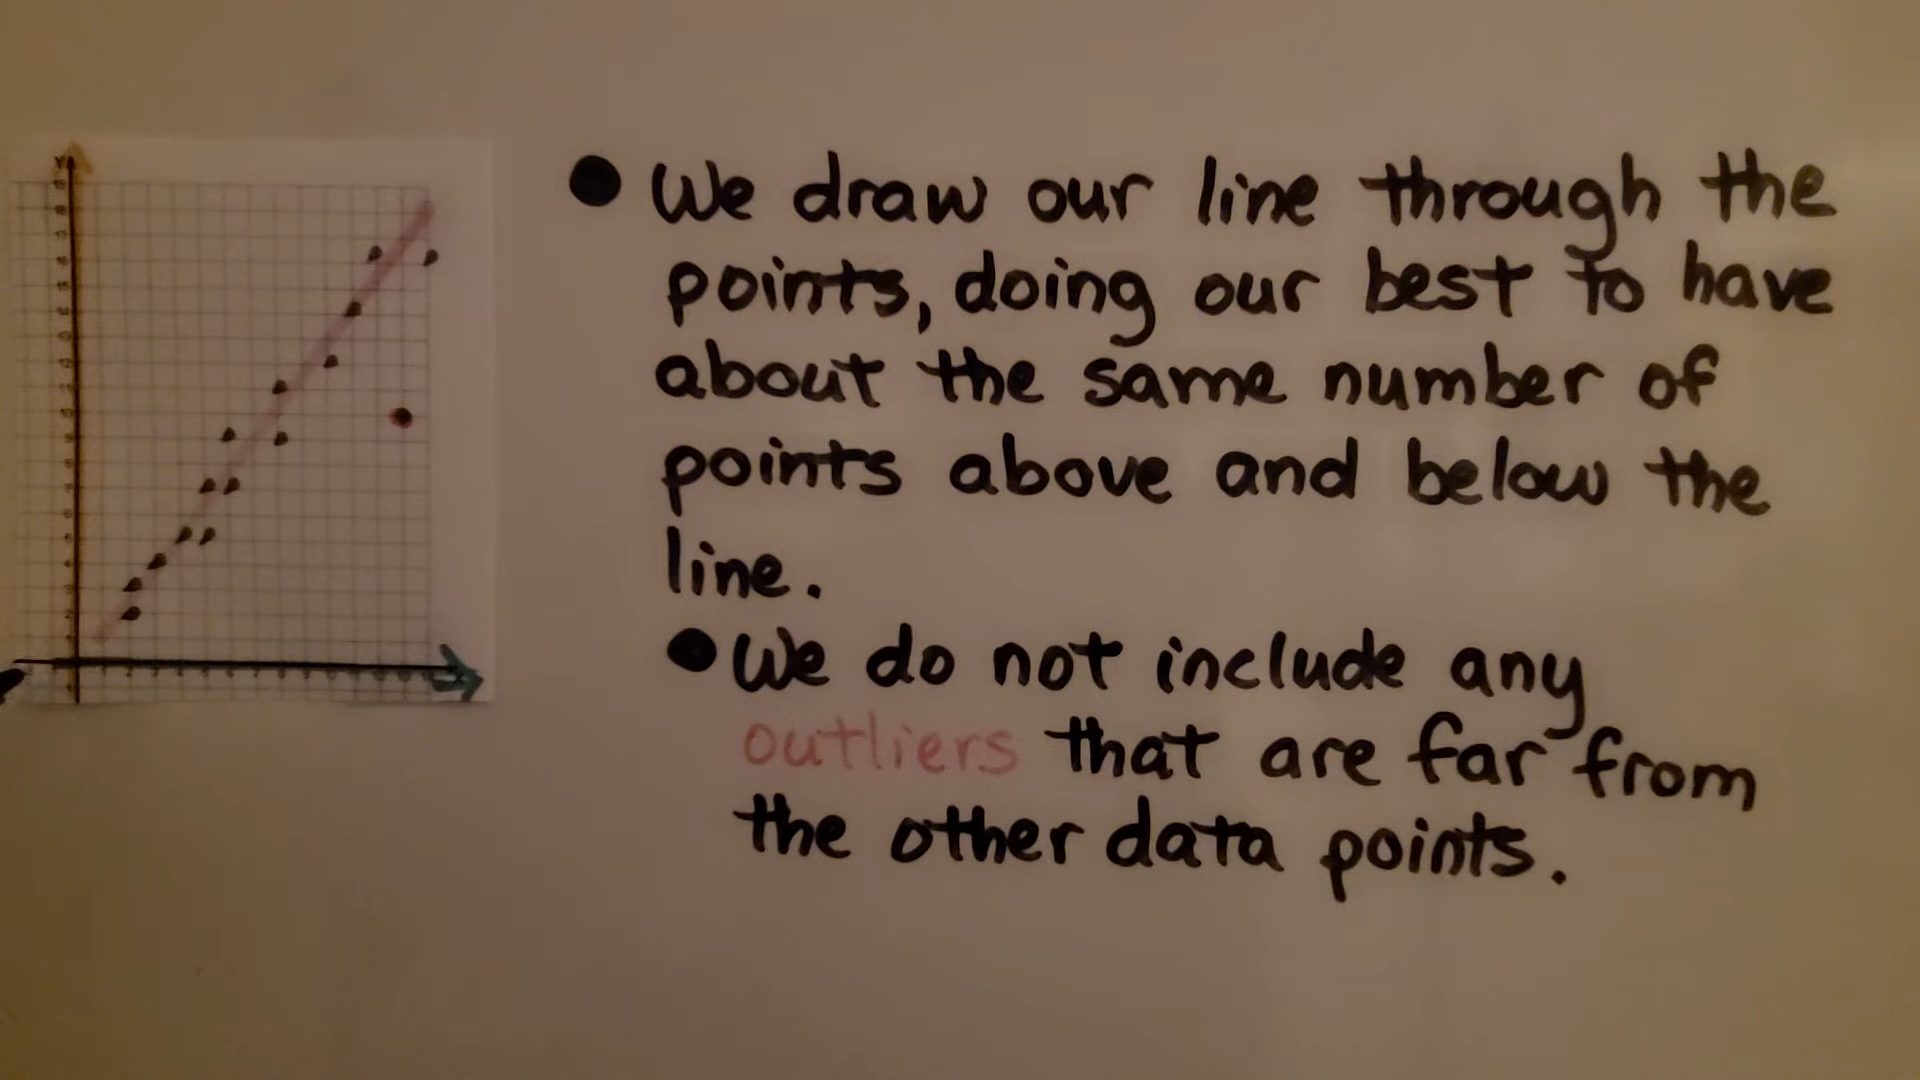 ● We draw our line through the
points, doing our best to have
about the same number of
points above and below the
line.
● We do not include any
outliers that are far from
the other data points.